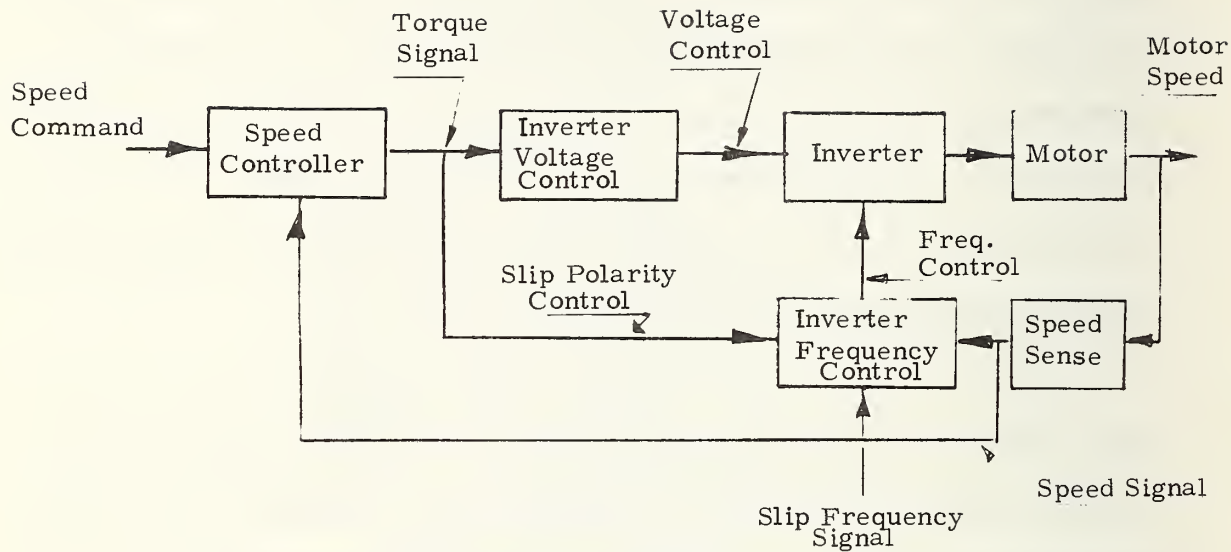 Torque
Signal
Voltage
Control
Motor
Speed
Speed
Command
Speed
Controller
Inverter
Voltage
Control
Inverter
Motor
Freq.
Control
Slip Polarity
Control
Inverter
Frequency
Control
Speed
Sense
Speed Signal
Slip Frequency
Signal